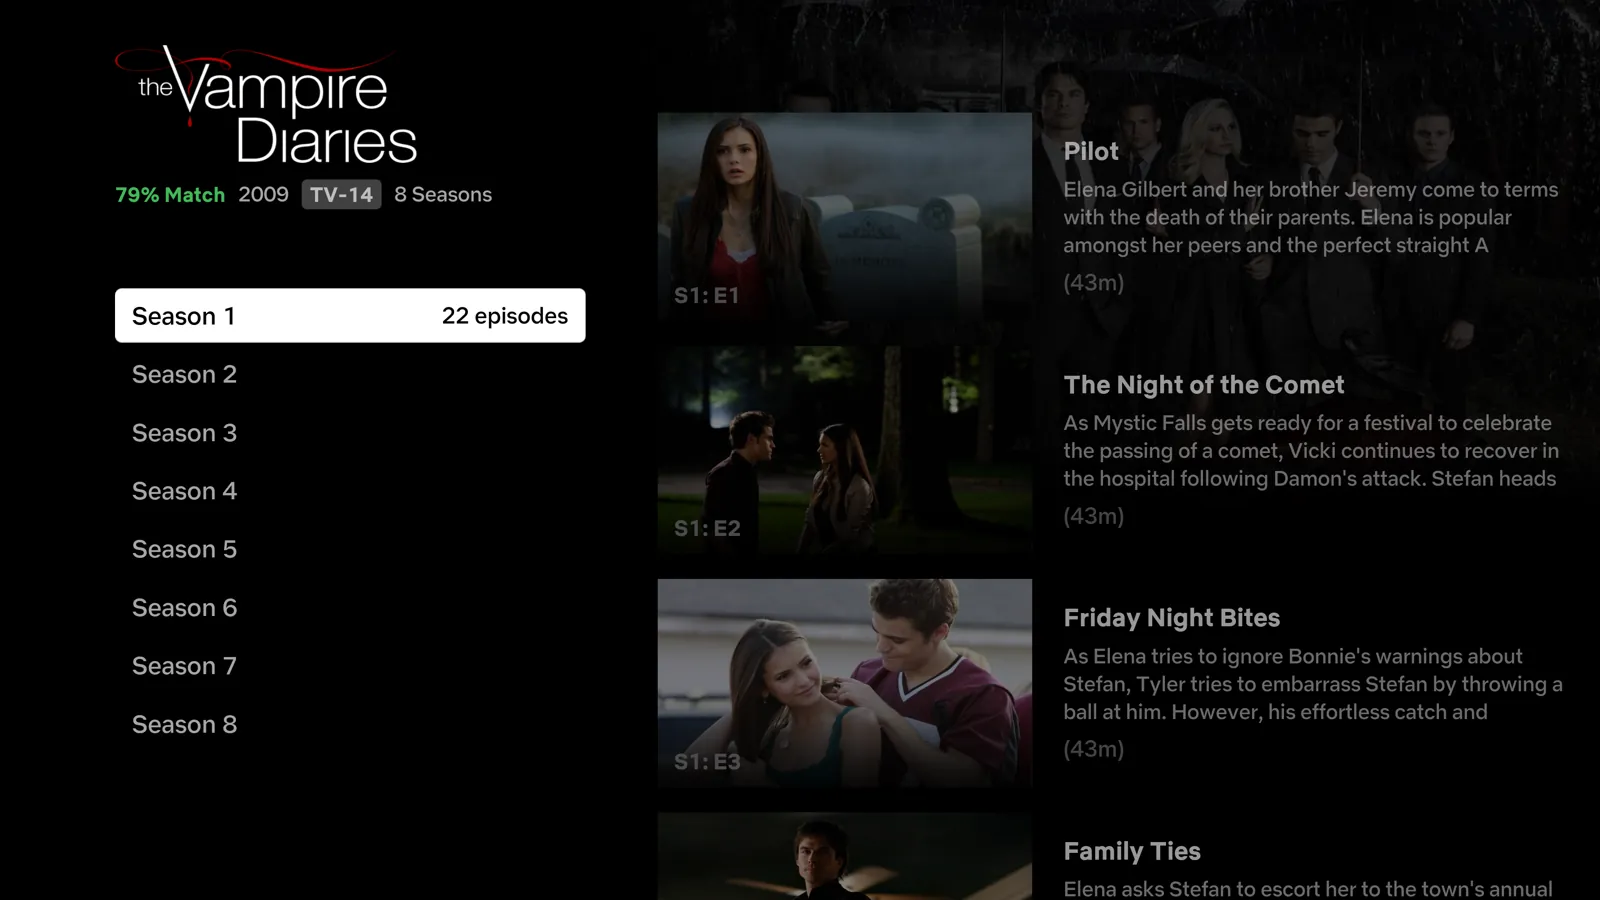 the Vampire
Diaries
79% Match 2009 TV-14 8 Seasons
Season 1 22 episodes
Season 2
Season 3
Season 4
Season 5
Season 6
Season 7
Season 8
S1: E1
Pilot
Elena Gilbert and her brother Jeremy come to terms
with the death of their parents. Elena is popular
amongst her peers and the perfect straight A
(43m)
S1: E2
The Night of the Comet
As Mystic Falls gets ready for a festival to celebrate
the passing of a comet, Vicki continues to recover in
the hospital following Damon's attack. Stefan heads
(43m)
S1: E3
Friday Night Bites
As Elena tries to ignore Bonnie's warnings about
Stefan, Tyler tries to embarrass Stefan by throwing a
ball at him. However, his effortless catch and
(43m)
Family Ties
Elena asks Stefan to escort her to the town's annual